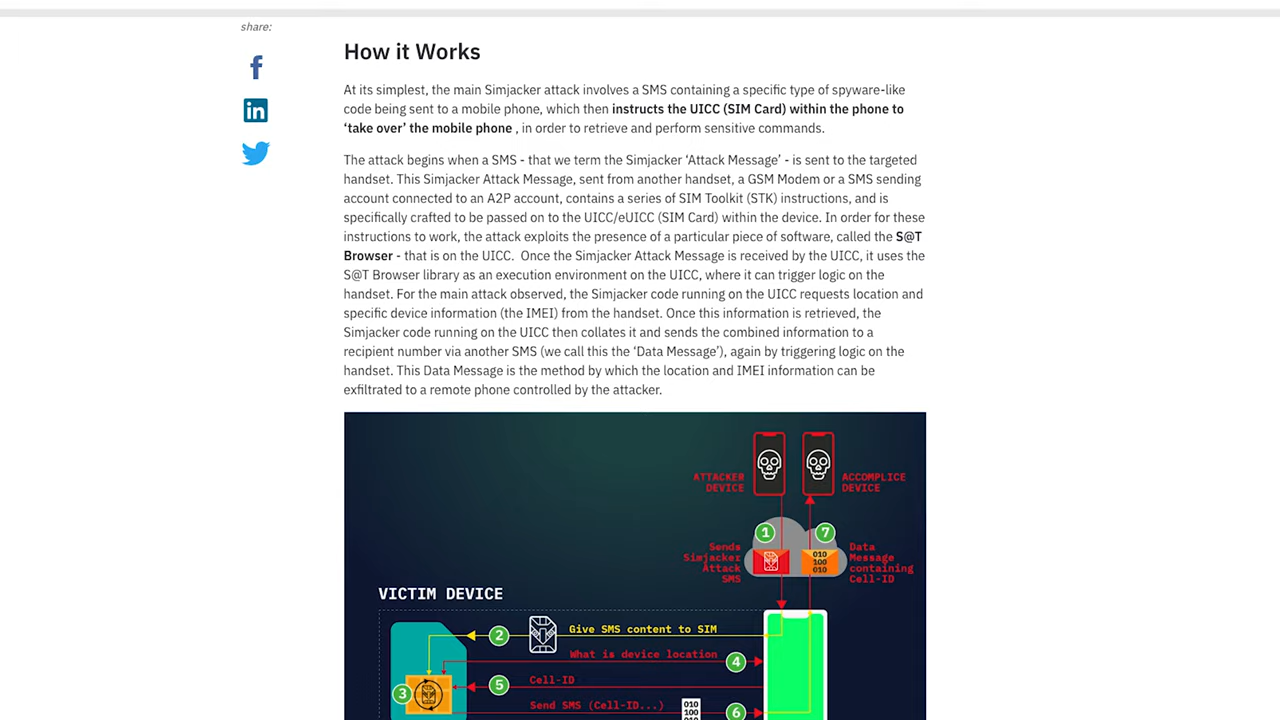 share:
How it Works
At its simplest, the main Simjacker attack involves a SMS containing a specific type of spyware-like
code being sent to a mobile phone, which then instructs the UICC (SIM Card) within the phone to
‘take over’ the mobile phone , in order to retrieve and perform sensitive commands.
The attack begins when a SMS - that we term the Simjacker ‘Attack Message’ - is sent to the targeted
handset. This Simjacker Attack Message, sent from another handset, a GSM Modem or a SMS sending
account connected to an A2P account, contains a series of SIM Toolkit (STK) instructions, and is
specifically crafted to be passed on to the UICC/eUICC (SIM Card) within the device. In order for these
instructions to work, the attack exploits the presence of a particular piece of software, called the S@T
Browser - that is on the UICC.  Once the Simjacker Attack Message is received by the UICC, it uses the
S@T Browser library as an execution environment on the UICC, where it can trigger logic on the
handset. For the main attack observed, the Simjacker code running on the UICC requests location and
specific device information (the IMEI) from the handset. Once this information is retrieved, the
Simjacker code running on the UICC then collates it and sends the combined information to a
recipient number via another SMS (we call this the ‘Data Message’), again by triggering logic on the
handset. This Data Message is the method by which the location and IMEI information can be
exfiltrated to a remote phone controlled by the attacker.
ATTACKER
DEVICE
ACCOMPLICE
DEVICE
1
7
Sends
Simjacker
Attack
SMS
010
100
010
Data
Message
containing
Cell-ID
VICTIM DEVICE
2
Give SMS content to SIM
What is device location
4
Cell-ID
5
3
Send SMS (Cell-ID...)
010
100
6